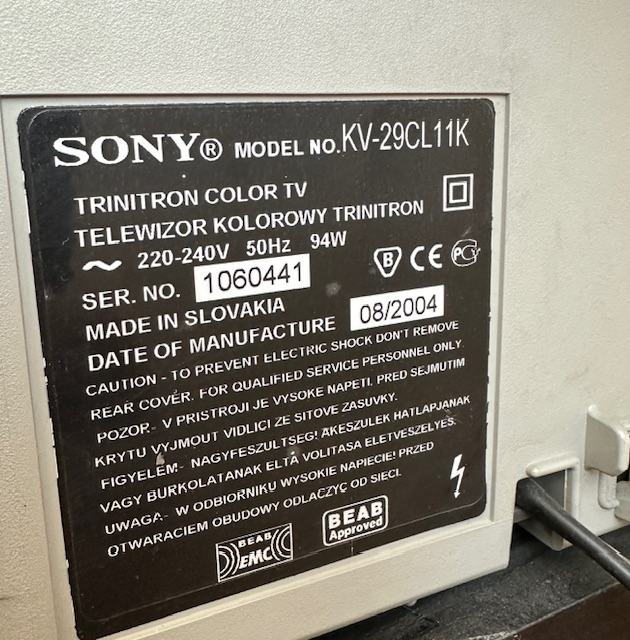 SONY® MODEL NO. KV-29CL11K
TRINITRON COLOR TV
TELEWIZOR KOLOROWY TRINITRON
~ 220-240V 50Hz 94W
B CE PC
SER. NO. 1060441
MADE IN SLOVAKIA
DATE OF MANUFACTURE 08/2004
CAUTION - TO PREVENT ELECTRIC SHOCK DON'T REMOVE
REAR COVER. FOR QUALIFIED SERVICE PERSONNEL ONLY.
POZOR - V PRISTROJI JE VYSOKE NAPETI. PRED SEJMUTIM
KRYTU VYJMOUT VIDLICI ZE SITOVE ZASUVKY.
FIGYELEM - NAGYFESZULTSEG! AKESZULEK HATLAPJANAK
VAGY BURKOLATANAK ELTA VOLITASA ELETVESZELYES.
UWAGA - W ODBIORNIKU WYSOKIE NAPIECIE! PRZED
OTWARACIEM OBUDOWY ODLACZYC OD SIECI.
BEAB
EMC
BEAB
Approved